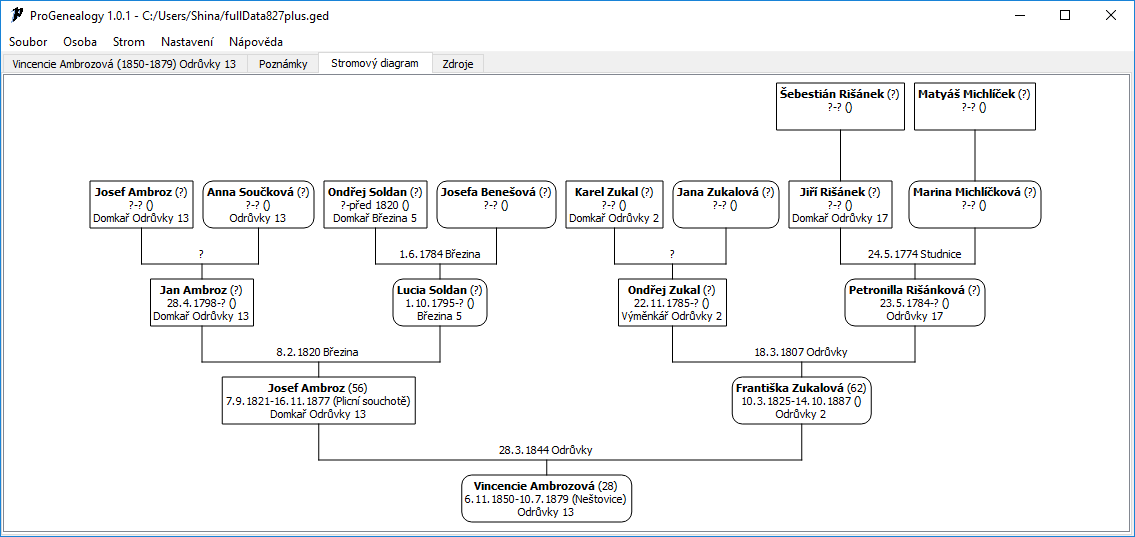 ProGenealogy 1.0.1 - C:/Users/Shina/fullData827plus.ged
Soubor Osoba Strom Nastavení Nápověda
Vincencie Ambrozová (1850-1879) Odrůvky 13 Poznámky Stromový diagram Zdroje
Šebestián Rišánek (?)
?-? ()
Matyáš Michlíček (?)
?-? ()
Josef Ambroz (?)
?-? ()
Domkař Odrůvky 13
Anna Součková (?)
?-? ()
Odrůvky 13
Ondřej Soldan (?)
?-před 1820 ()
Domkař Březina 5
Josefa Benešová (?)
?-? ()
Karel Zukal (?)
?-? ()
Domkař Odrůvky 2
Jana Zukalová (?)
?-? ()
Jiří Rišánek (?)
?-? ()
Domkař Odrůvky 17
Marina Michlíčková (?)
?-? ()
?
1.6.1784 Březina
?
24.5.1774 Studnice
Jan Ambroz (?)
28.4.1798-? ()
Domkař Odrůvky 13
Lucia Soldan (?)
1.10.1795-? ()
Březina 5
Ondřej Zukal (?)
22.11.1785-? ()
Výměnkář Odrůvky 2
Petronilla Rišánková (?)
23.5.1784-? ()
Odrůvky 17
8.2.1820 Březina
18.3.1807 Odrůvky
Josef Ambroz (56)
7.9.1821-16.11.1877 (Plicní souchotě)
Domkař Odrůvky 13
Františka Zukalová (62)
10.3.1825-14.10.1887 ()
Odrůvky 2
28.3.1844 Odrůvky
Vincencie Ambrozová (28)
6.11.1850-10.7.1879 (Neštovice)
Odrůvky 13